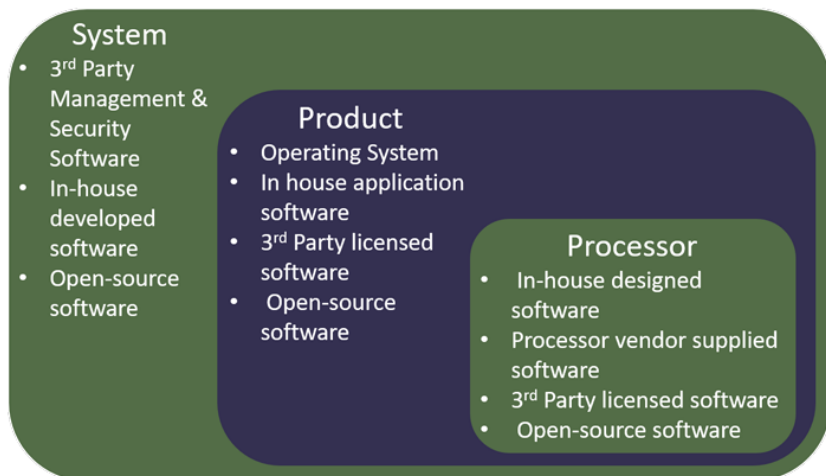 System
• 3rd Party
Management &
Security
Software
• In-house
developed
software
• Open-source
software
Product
• Operating System
• In house application
software
• 3rd Party licensed
software
• Open-source
software
Processor
• In-house designed
software
• Processor vendor supplied
software
• 3rd Party licensed software
• Open-source software